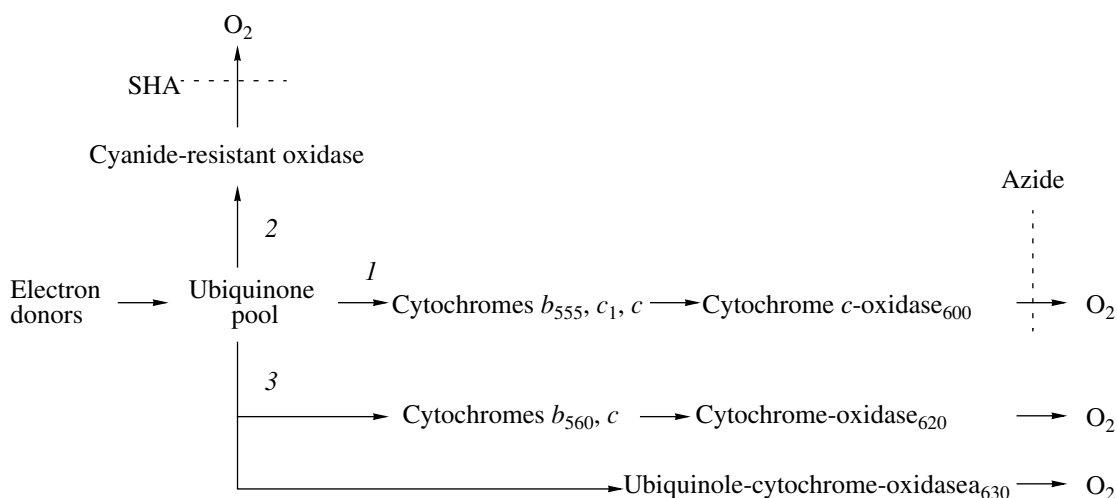 O₂
SHA
Cyanide-resistant oxidase
Azide
2
1
Electron donors
Ubiquinone pool
Cytochromes b₅₅₅, c₁, c
Cytochrome c-oxidase₆₀₀
O₂
3
Cytochromes b₅₆₀, c
Cytochrome-oxidase₆₂₀
O₂
Ubiquinole-cytochrome-oxidasea₆₃₀
O₂